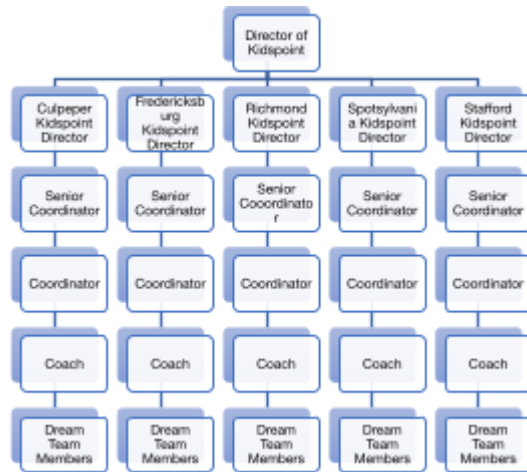 Director of
Kidspoint
Culpeper
Kidspoint
Director
Fredericksb
urg
Kidspoint
Director
Richmond
Kidspoint
Director
Spotsylvani
a Kidspoint
Director
Stafford
Kidspoint
Director
Senior
Coordinator
Senior
Coordinator
Senior
Cooordinato
r
Senior
Coordinator
Senior
Coordinator
Coordinator
Coordinator
Coordinator
Coordinator
Coordinator
Coach
Coach
Coach
Coach
Coach
Dream
Team
Members
Dream
Team
Members
Dream
Team
Members
Dream
Team
Members
Dream
Team
Members